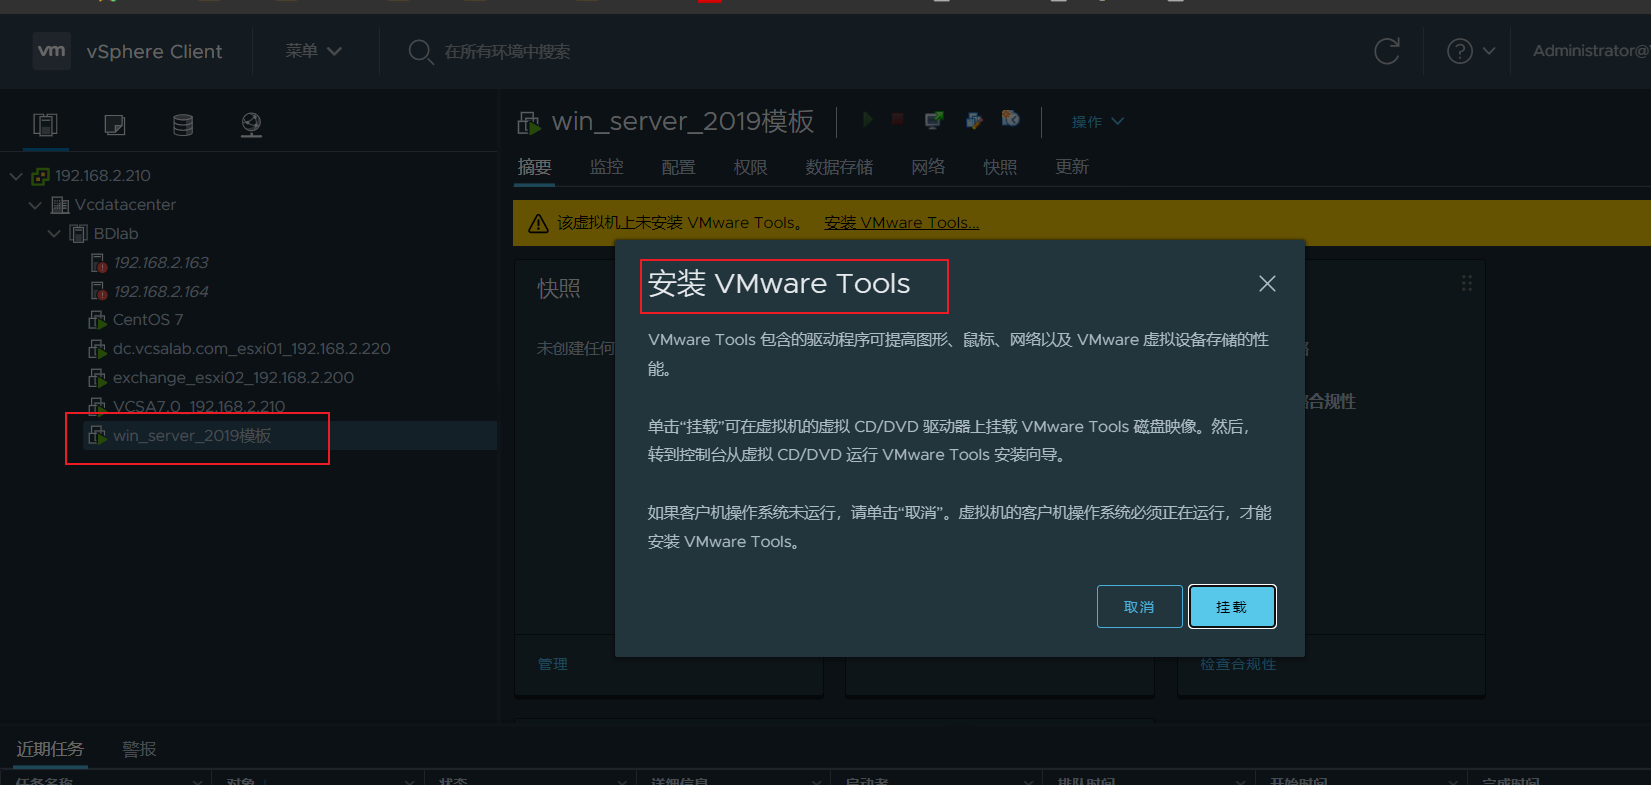 vm vSphere Client 菜单 在所有环境中搜索 Administrator@
192.168.2.210
Vcdatacenter
BDlab
192.168.2.163
192.168.2.164
CentOS 7
dc.vcsalab.com_esxi01_192.168.2.220
exchange_esxi02_192.168.2.200
VCSA7.0_192.168.2.210
win_server_2019模板
win_server_2019模板 操作
摘要 监控 配置 权限 数据存储 网络 快照 更新
该虚拟机上未安装 VMware Tools。 安装 VMware Tools...
快照
未创建任何
合规性
管理
检查合规性
安装 VMware Tools
VMware Tools 包含的驱动程序可提高图形、鼠标、网络以及 VMware 虚拟设备存储的性
能。
单击“挂载”可在虚拟机的虚拟 CD/DVD 驱动器上挂载 VMware Tools 磁盘映像。然后,
转到控制台从虚拟 CD/DVD 运行 VMware Tools 安装向导。
如果客户机操作系统未运行，请单击“取消”。虚拟机的客户机操作系统必须正在运行，才能
安装 VMware Tools。
取消 挂载
近期任务 警报
任务名称 对象 状态 详细信息 启动者 排队时间 开始时间 完成时间